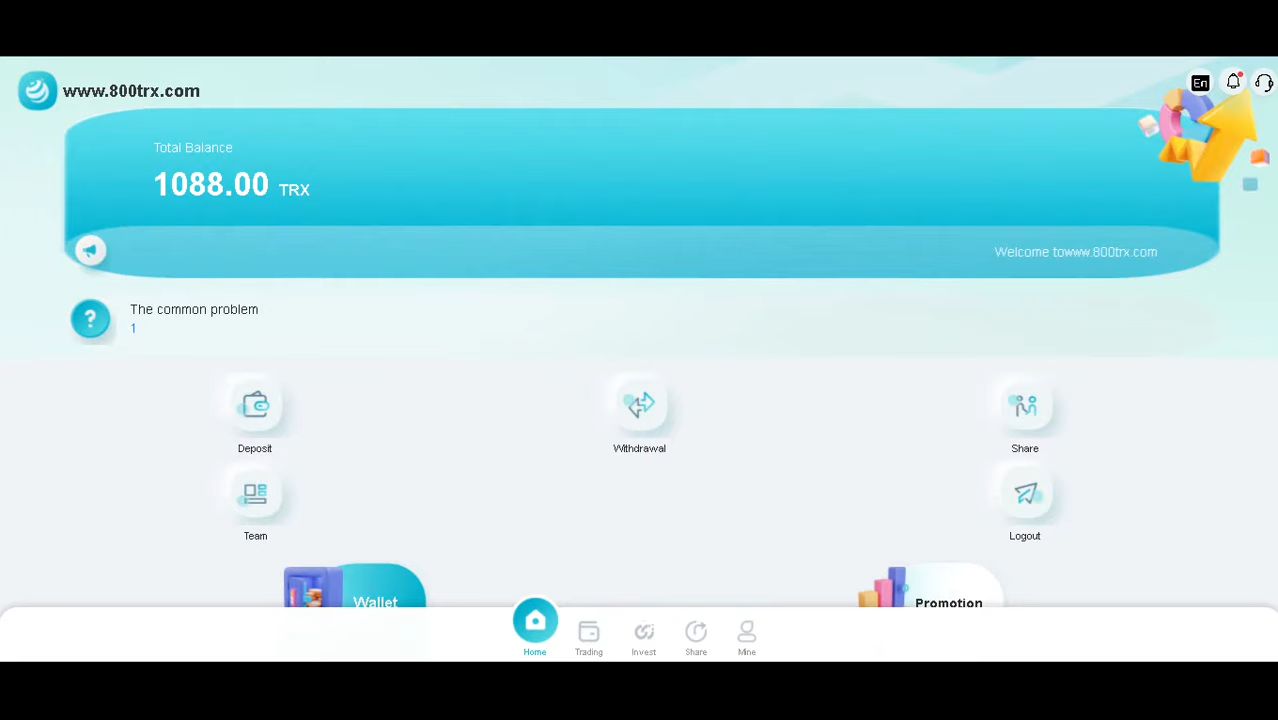 www.800trx.com
En
Total Balance
1088.00 TRX
Welcome towww.800trx.com
?
The common problem
1
Deposit
Withdrawal
Share
Team
Logout
Wallet
Promotion
Home
Trading
Invest
Share
Mine